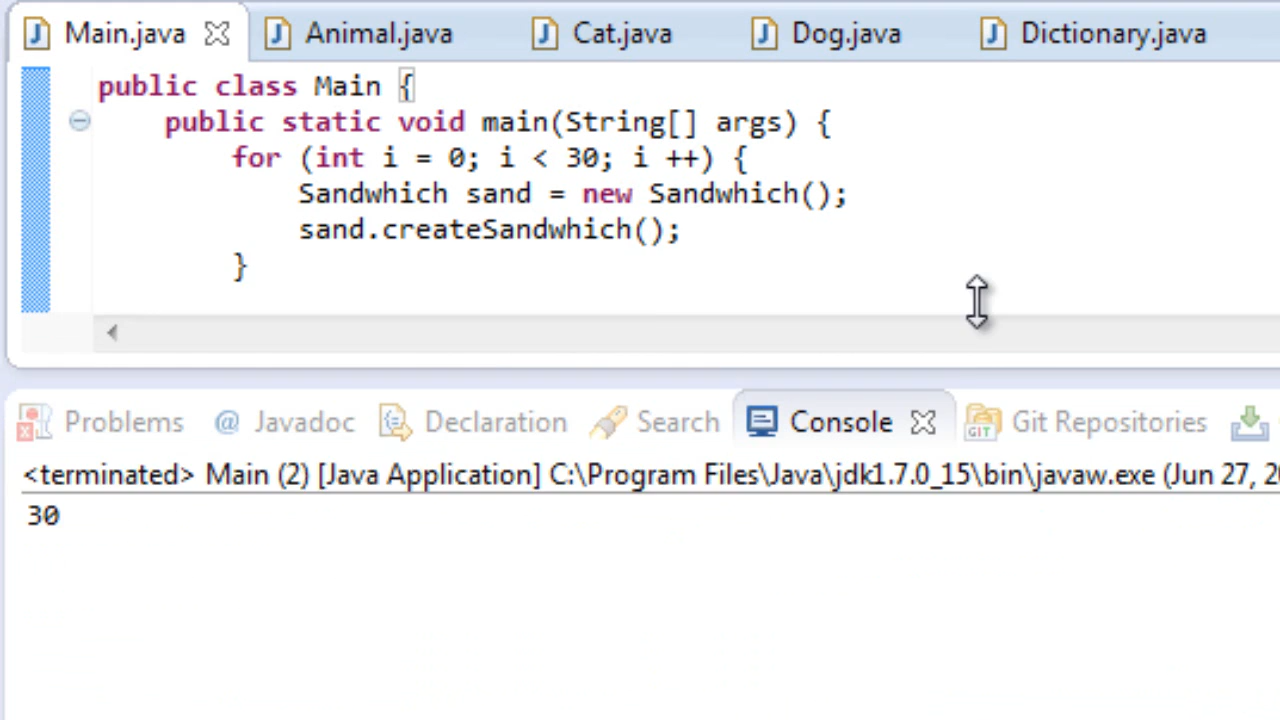 Main.java Animal.java Cat.java Dog.java Dictionary.java
public class Main {
public static void main(String[] args) {
for (int i = 0; i < 30; i ++) {
Sandwhich sand = new Sandwhich();
sand.createSandwhich();
}
Problems @ Javadoc Declaration Search Console GIT Git Repositories
<terminated> Main (2) [Java Application] C:\Program Files\Java\jdk1.7.0_15\bin\javaw.exe (Jun 27, 20
30